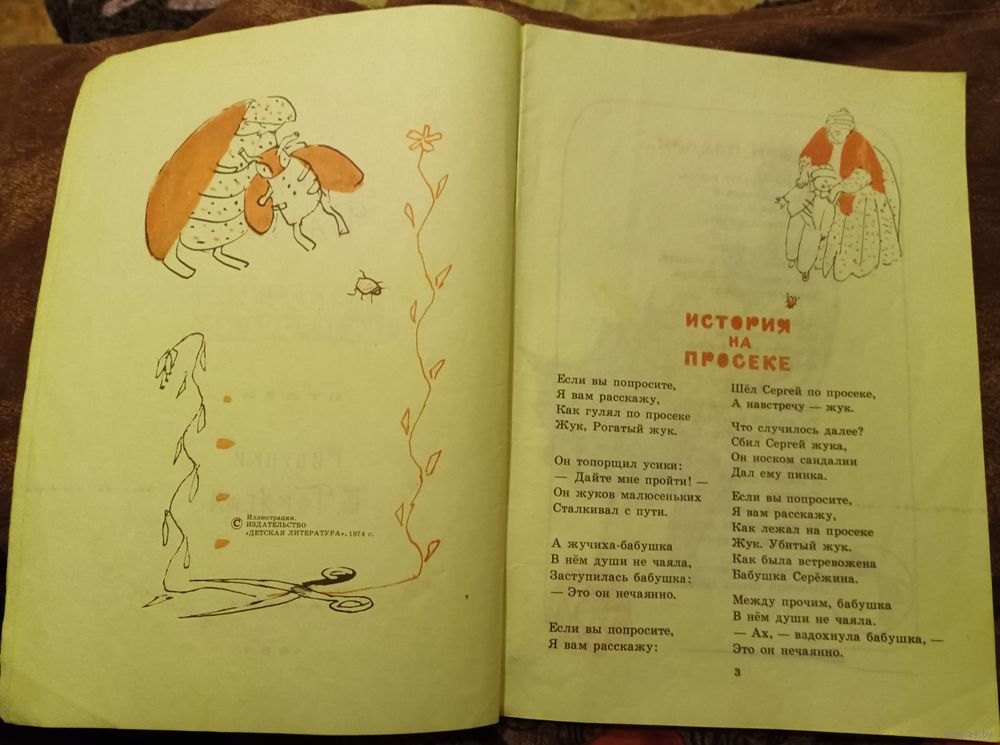 Иллюстрации.
© ИЗДАТЕЛЬСТВО
«ДЕТСКАЯ ЛИТЕРАТУРА», 1974 г.
ИСТОРИЯ
НА
ПРОСЕКЕ
Если вы попросите,
Я вам расскажу,
Как гулял по просеке
Жук, Рогатый жук.
Он топорщил усики:
— Дайте мне пройти! —
Он жуков малюсеньких
Сталкивал с пути.
А жучиха-бабушка
В нём души не чаяла,
Заступилась бабушка:
— Это он нечаянно.
Если вы попросите,
Я вам расскажу:
Шёл Сергей по просеке,
А навстречу — жук.
Что случилось далее?
Сбил Сергей жука,
Он носком сандалии
Дал ему пинка.
Если вы попросите,
Я вам расскажу,
Как лежал на просеке
Жук. Убитый жук.
Как была встревожена
Бабушка Серёжина.
Между прочим, бабушка
В нём души не чаяла.
— Ах, — вздохнула бабушка, —
Это он нечаянно.
3